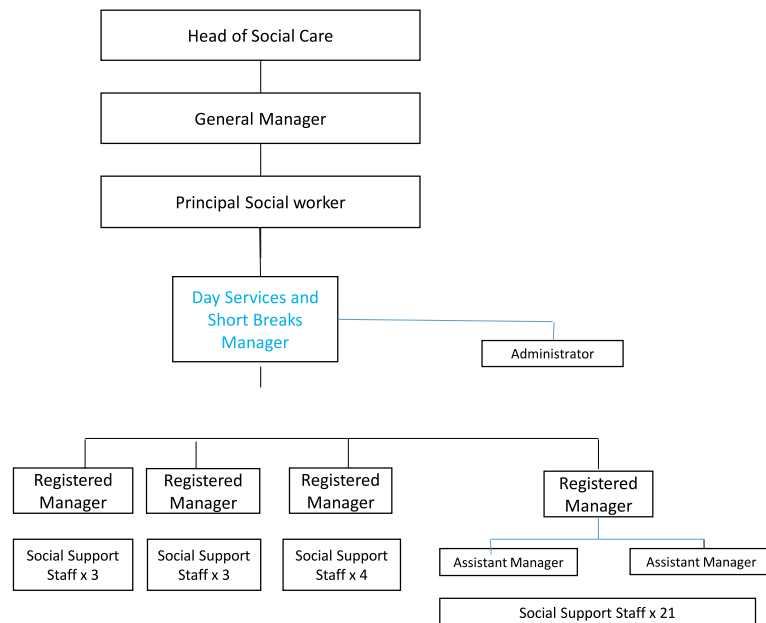 Head of Social Care
General Manager
Principal Social worker
Day Services and
Short Breaks
Manager
Administrator
Registered
Manager
Registered
Manager
Registered
Manager
Registered
Manager
Social Support
Staff x 3
Social Support
Staff x 3
Social Support
Staff x 4
Assistant Manager
Assistant Manager
Social Support Staff x 21